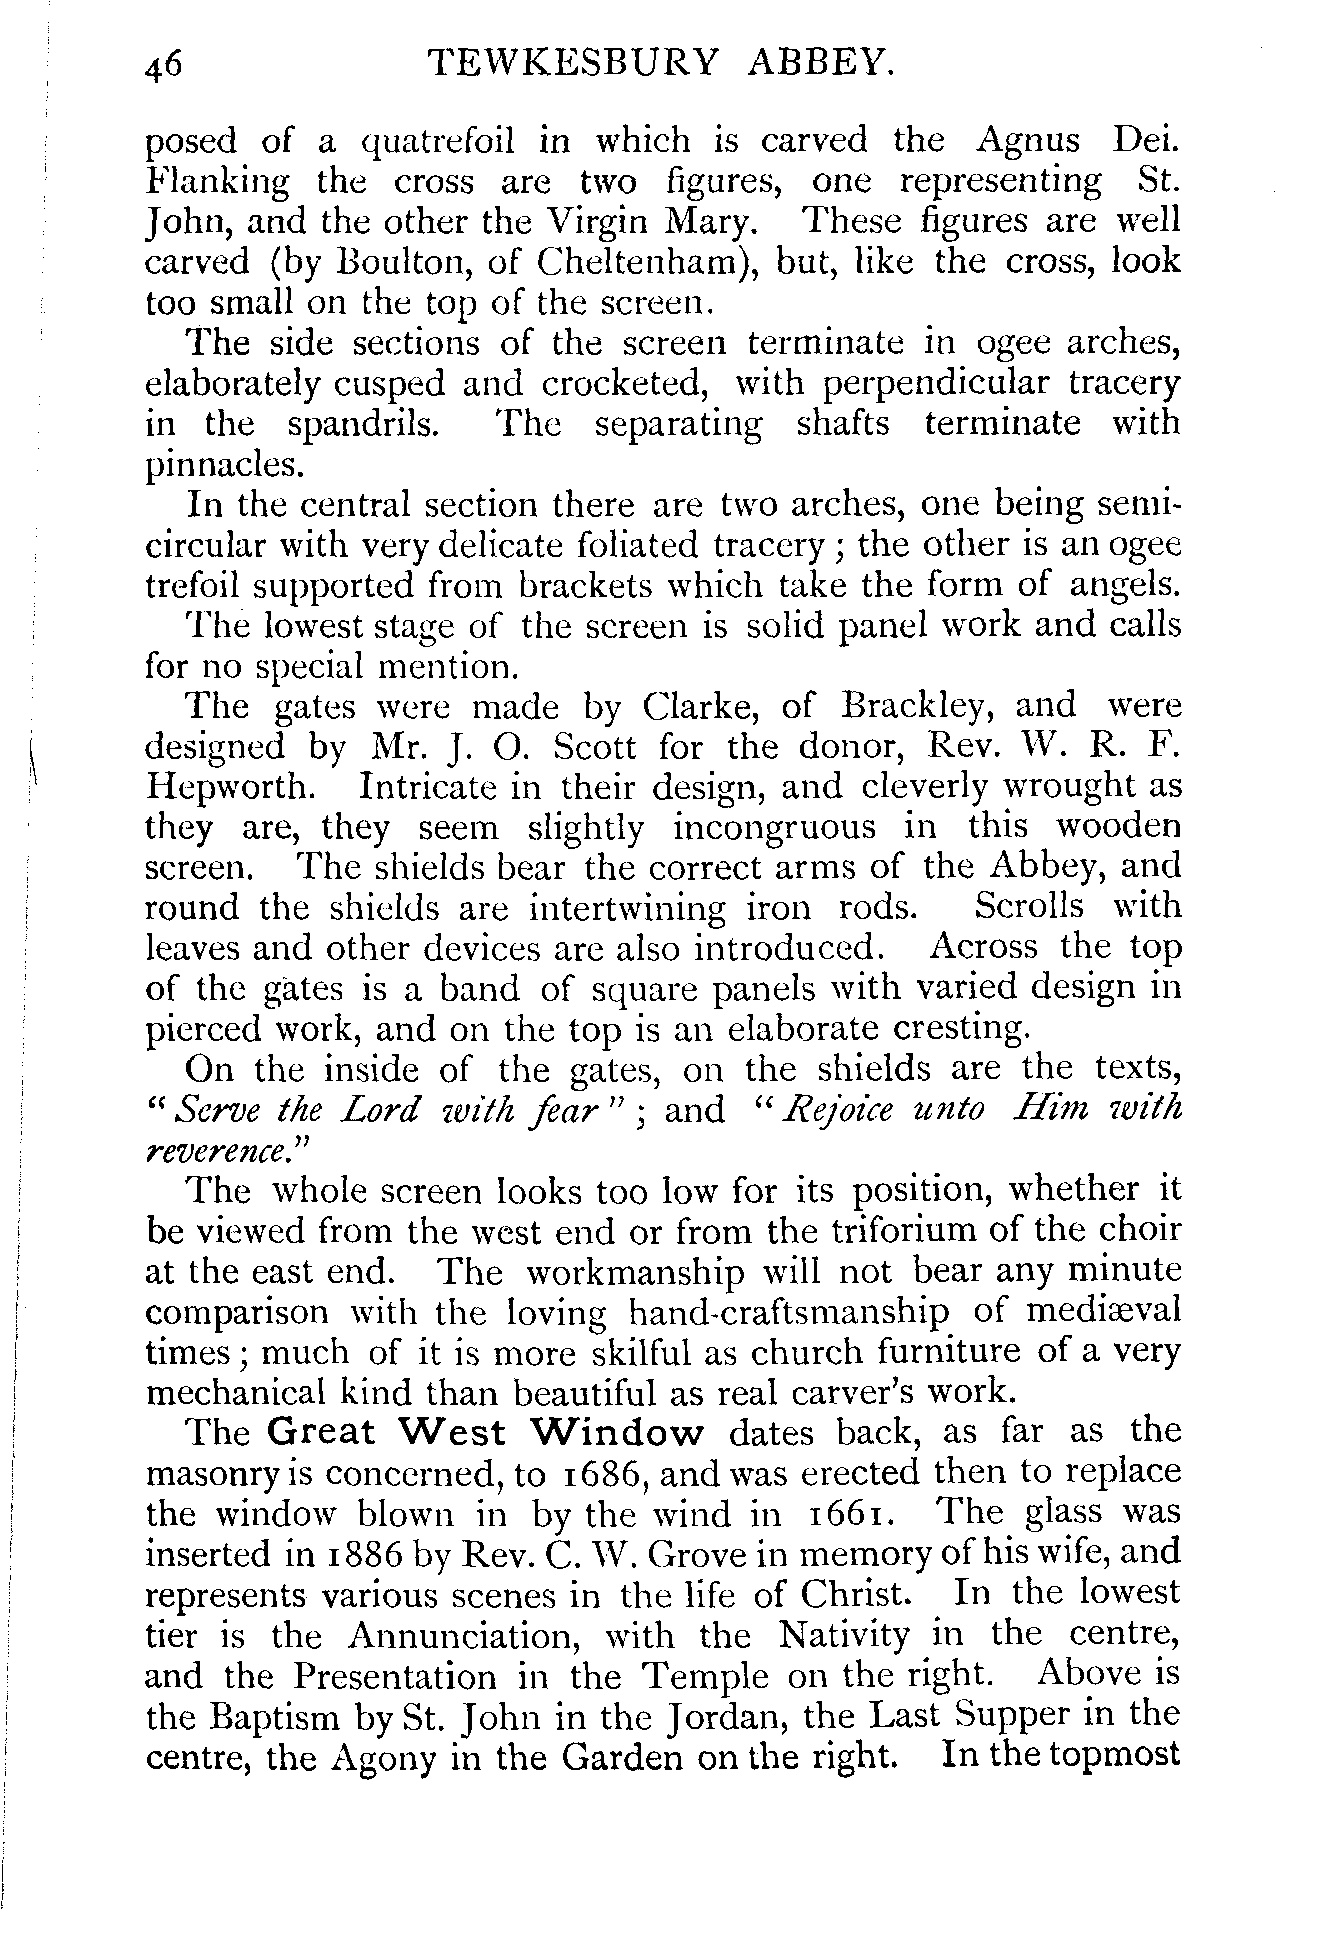 46 TEWKESBURY ABBEY.
posed of a quatrefoil in which is carved the Agnus Dei.
Flanking the cross are two figures, one representing St.
John, and the other the Virgin Mary. These figures are well
carved (by Boulton, of Cheltenham), but, like the cross, look
too small on the top of the screen.
The side sections of the screen terminate in ogee arches,
elaborately cusped and crocketed, with perpendicular tracery
in the spandrils. The separating shafts terminate with
pinnacles.
In the central section there are two arches, one being semi-
circular with very delicate foliated tracery ; the other is an ogee
trefoil supported from brackets which take the form of angels.
The lowest stage of the screen is solid panel work and calls
for no special mention.
The gates were made by Clarke, of Brackley, and were
designed by Mr. J. O. Scott for the donor, Rev. W. R. F.
Hepworth. Intricate in their design, and cleverly wrought as
they are, they seem slightly incongruous in this wooden
screen. The shields bear the correct arms of the Abbey, and
round the shields are intertwining iron rods. Scrolls with
leaves and other devices are also introduced. Across the top
of the gates is a band of square panels with varied design in
pierced work, and on the top is an elaborate cresting.
On the inside of the gates, on the shields are the texts,
“ Serve the Lord with fear ” ; and “ Rejoice unto Him with
reverence.”
The whole screen looks too low for its position, whether it
be viewed from the west end or from the triforium of the choir
at the east end. The workmanship will not bear any minute
comparison with the loving hand-craftsmanship of mediæval
times ; much of it is more skilful as church furniture of a very
mechanical kind than beautiful as real carver's work.
The Great West Window dates back, as far as the
masonry is concerned, to 1686, and was erected then to replace
the window blown in by the wind in 1661. The glass was
inserted in 1886 by Rev. C. W. Grove in memory of his wife, and
represents various scenes in the life of Christ. In the lowest
tier is the Annunciation, with the Nativity in the centre,
and the Presentation in the Temple on the right. Above is
the Baptism by St. John in the Jordan, the Last Supper in the
centre, the Agony in the Garden on the right. In the topmost